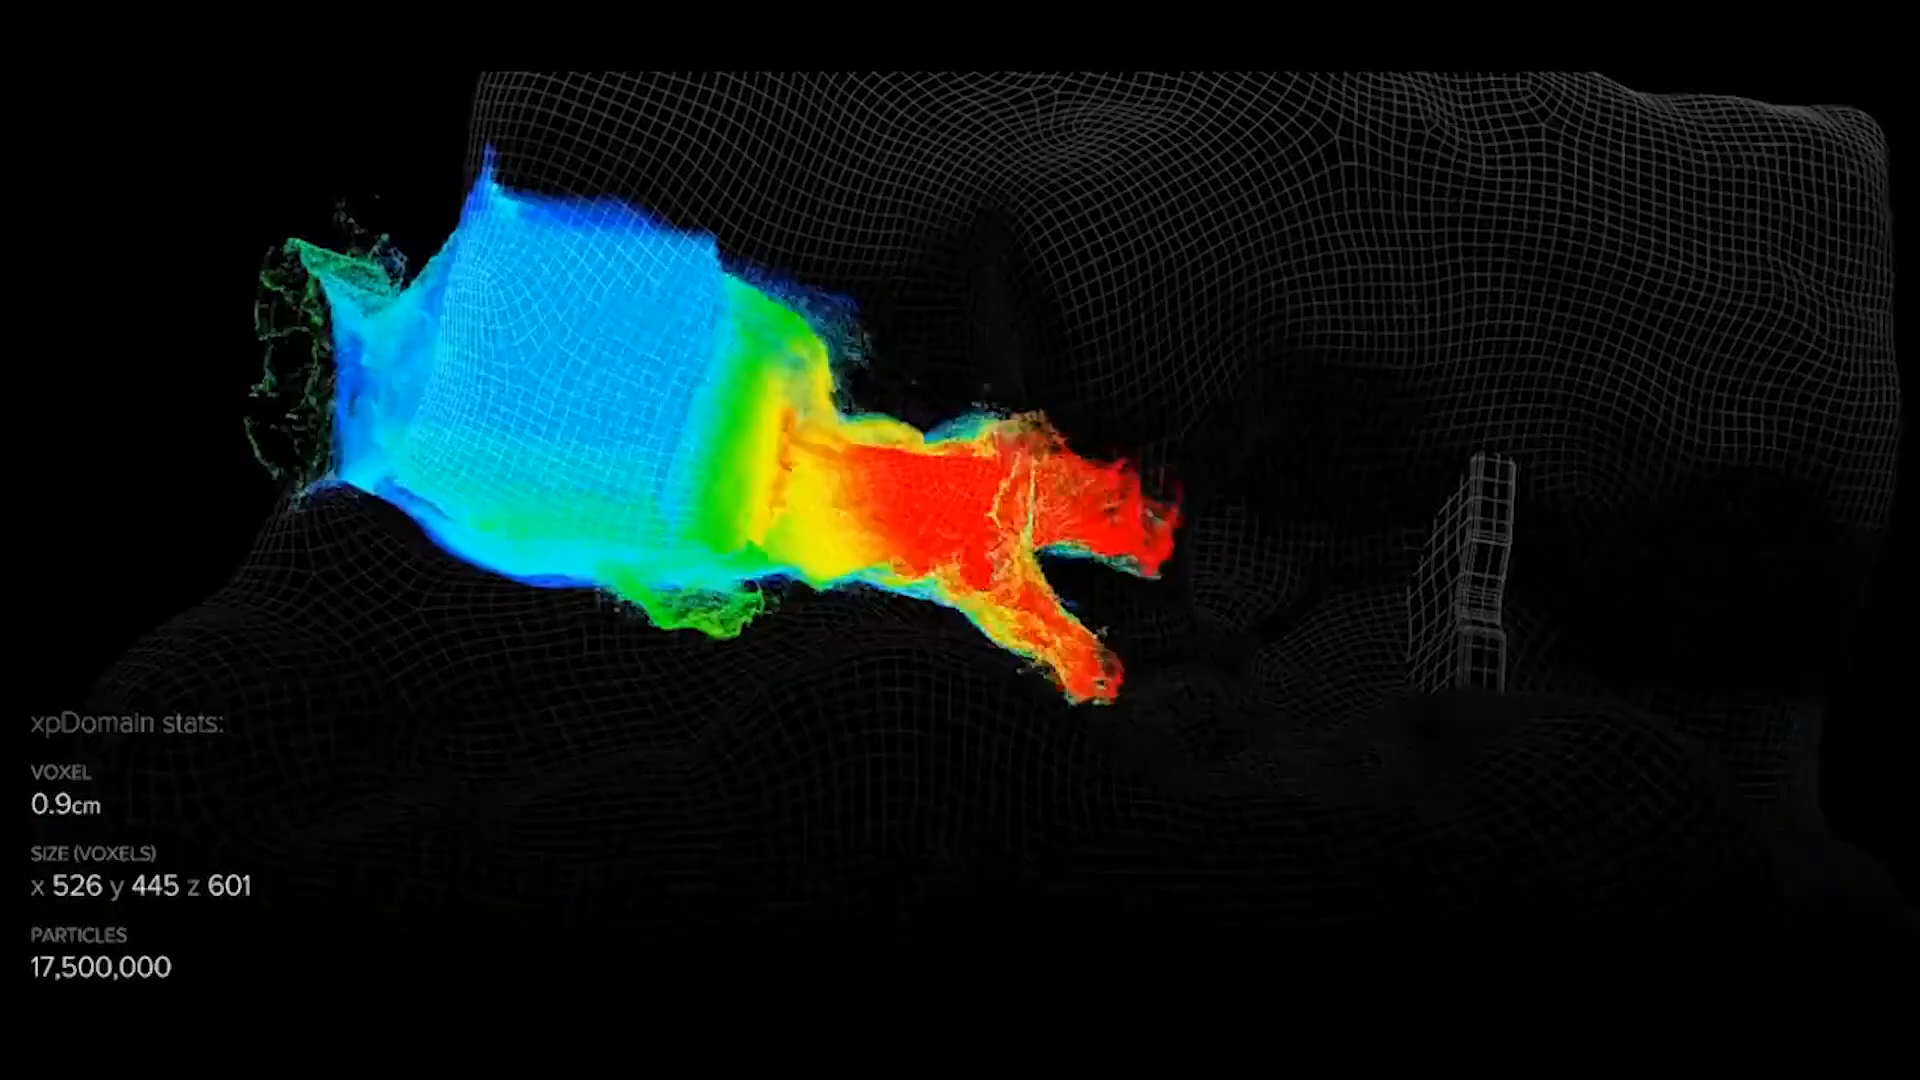 xpDomain stats:
VOXEL
0.9cm
SIZE (VOXELS)
x 526 y 445 z 601
PARTICLES
17,500,000